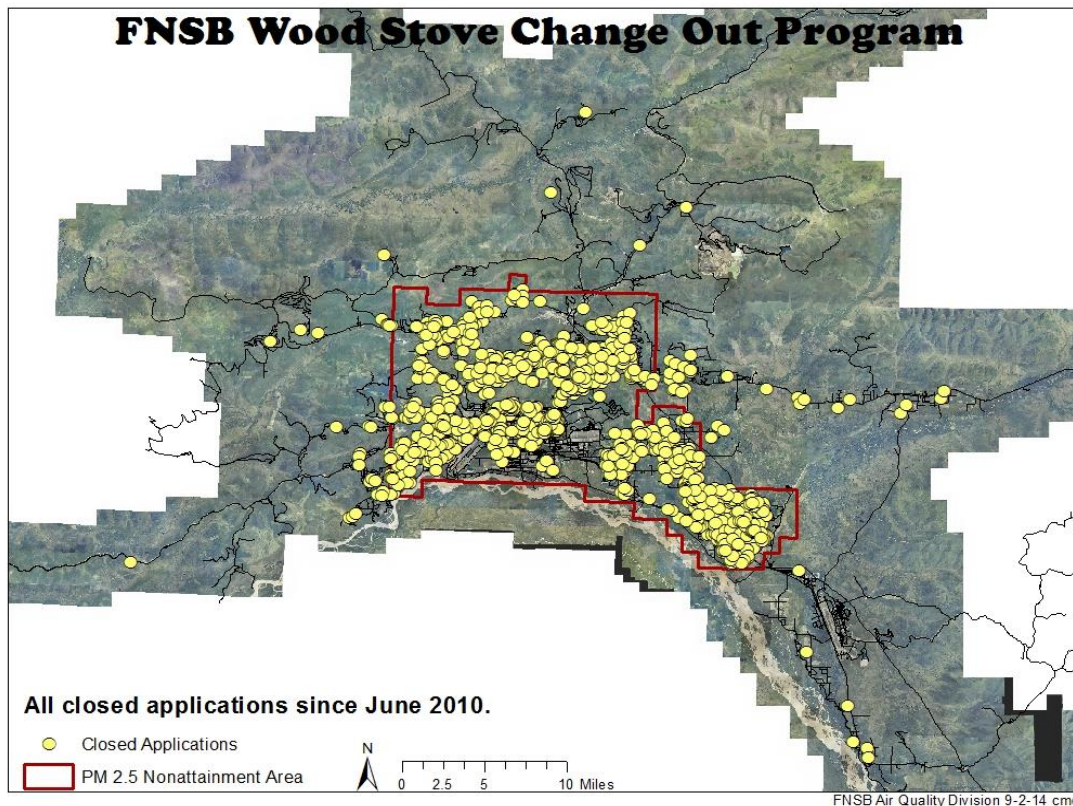 FNSB Wood Stove Change Out Program
All closed applications since June 2010.
Closed Applications
PM 2.5 Nonattainment Area
N
0 2.5 5 10 Miles
FNSB Air Quality Division 9-2-14 cmc